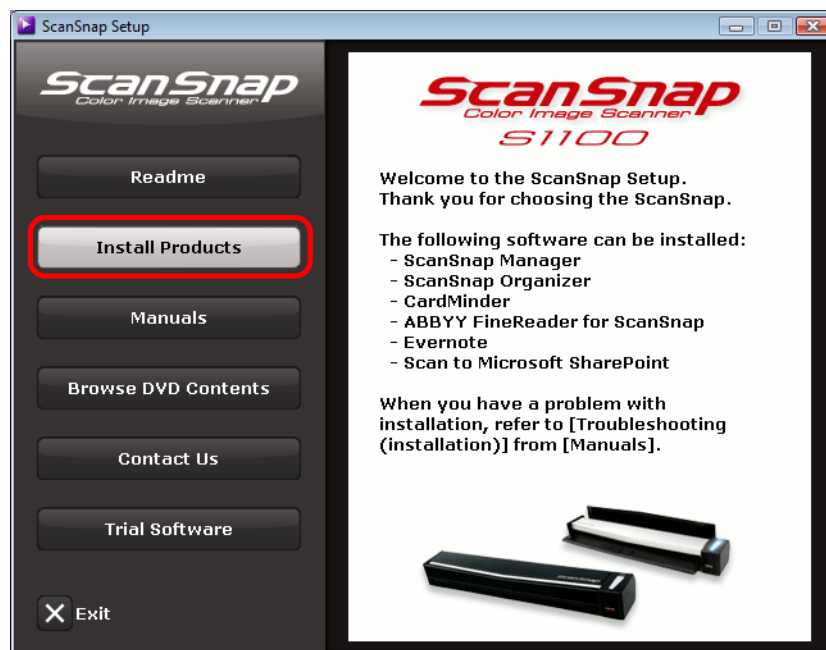 ScanSnap Setup
ScanSnap
Color Image Scanner
Readme
Install Products
Manuals
Browse DVD Contents
Contact Us
Trial Software
Exit
ScanSnap
Color Image Scanner
S1100
Welcome to the ScanSnap Setup.
Thank you for choosing the ScanSnap.
The following software can be installed:
- ScanSnap Manager
- ScanSnap Organizer
- CardMinder
- ABBYY FineReader for ScanSnap
- Evernote
- Scan to Microsoft SharePoint
When you have a problem with
installation, refer to [Troubleshooting
(installation)] from [Manuals].
ScanSnap